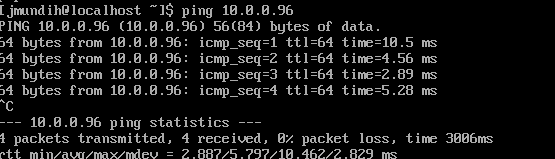 [jmundih@localhost ~]$ ping 10.0.0.96
PING 10.0.0.96 (10.0.0.96) 56(84) bytes of data.
64 bytes from 10.0.0.96: icmp_seq=1 ttl=64 time=10.5 ms
64 bytes from 10.0.0.96: icmp_seq=2 ttl=64 time=4.56 ms
64 bytes from 10.0.0.96: icmp_seq=3 ttl=64 time=2.89 ms
64 bytes from 10.0.0.96: icmp_seq=4 ttl=64 time=5.28 ms
^C
--- 10.0.0.96 ping statistics ---
4 packets transmitted, 4 received, 0% packet loss, time 3006ms
rtt min/avg/max/mdev = 2.887/5.797/10.462/2.829 ms